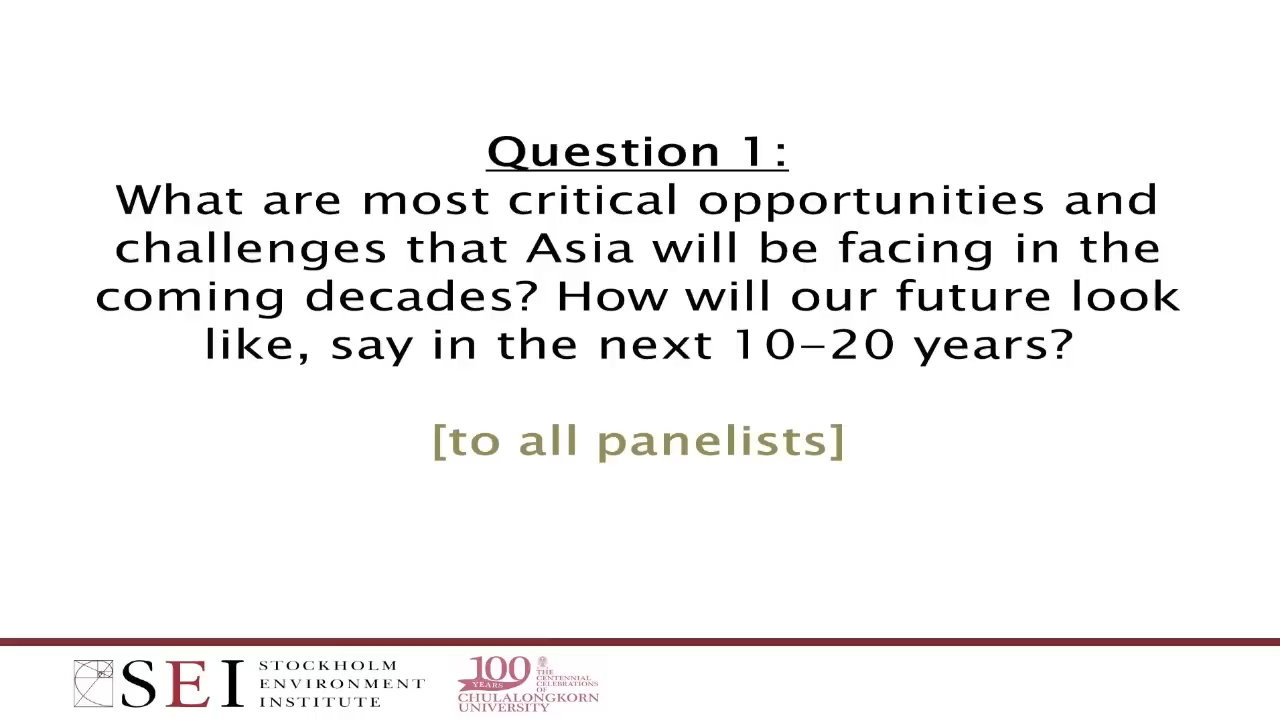 Question 1:
What are most critical opportunities and
challenges that Asia will be facing in the
coming decades? How will our future look
like, say in the next 10–20 years?
[to all panelists]
SEI
STOCKHOLM
ENVIRONMENT
INSTITUTE
100
YEARS
THE
CENTENNIAL
CELEBRATIONS
OF
CHULALONGKORN
UNIVERSITY